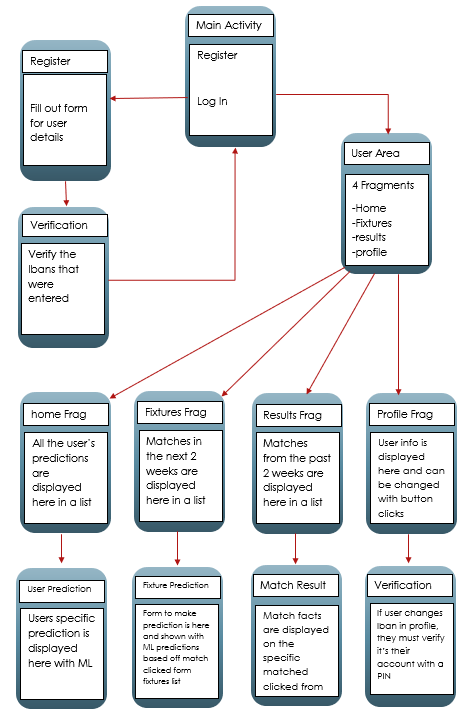 Main Activity
Register
Log In
Register
Fill out form
for user
details
Verification
Verify the
Ibans that
were
entered
User Area
4 Fragments
-Home
-Fixtures
-results
-profile
home Frag
All the user's
predictions
are
displayed
here in a list
Fixtures Frag
Matches in
the next 2
weeks are
displayed
here in a list
Results Frag
Matches
from the past
2 weeks are
displayed
here in a list
Profile Frag
User info is
displayed
here and can
be changed
with button
clicks
User Prediction
Users specific
prediction is
displayed
here with ML
Fixture Prediction
Form to make
prediction is here
and shown with
ML predictions
based off match
clicked form
fixtures list
Match Result
Match facts
are displayed
on the
specific
matched
clicked from
Verification
If user changes
Iban in profile,
they must verify
it's their
account with a
PIN